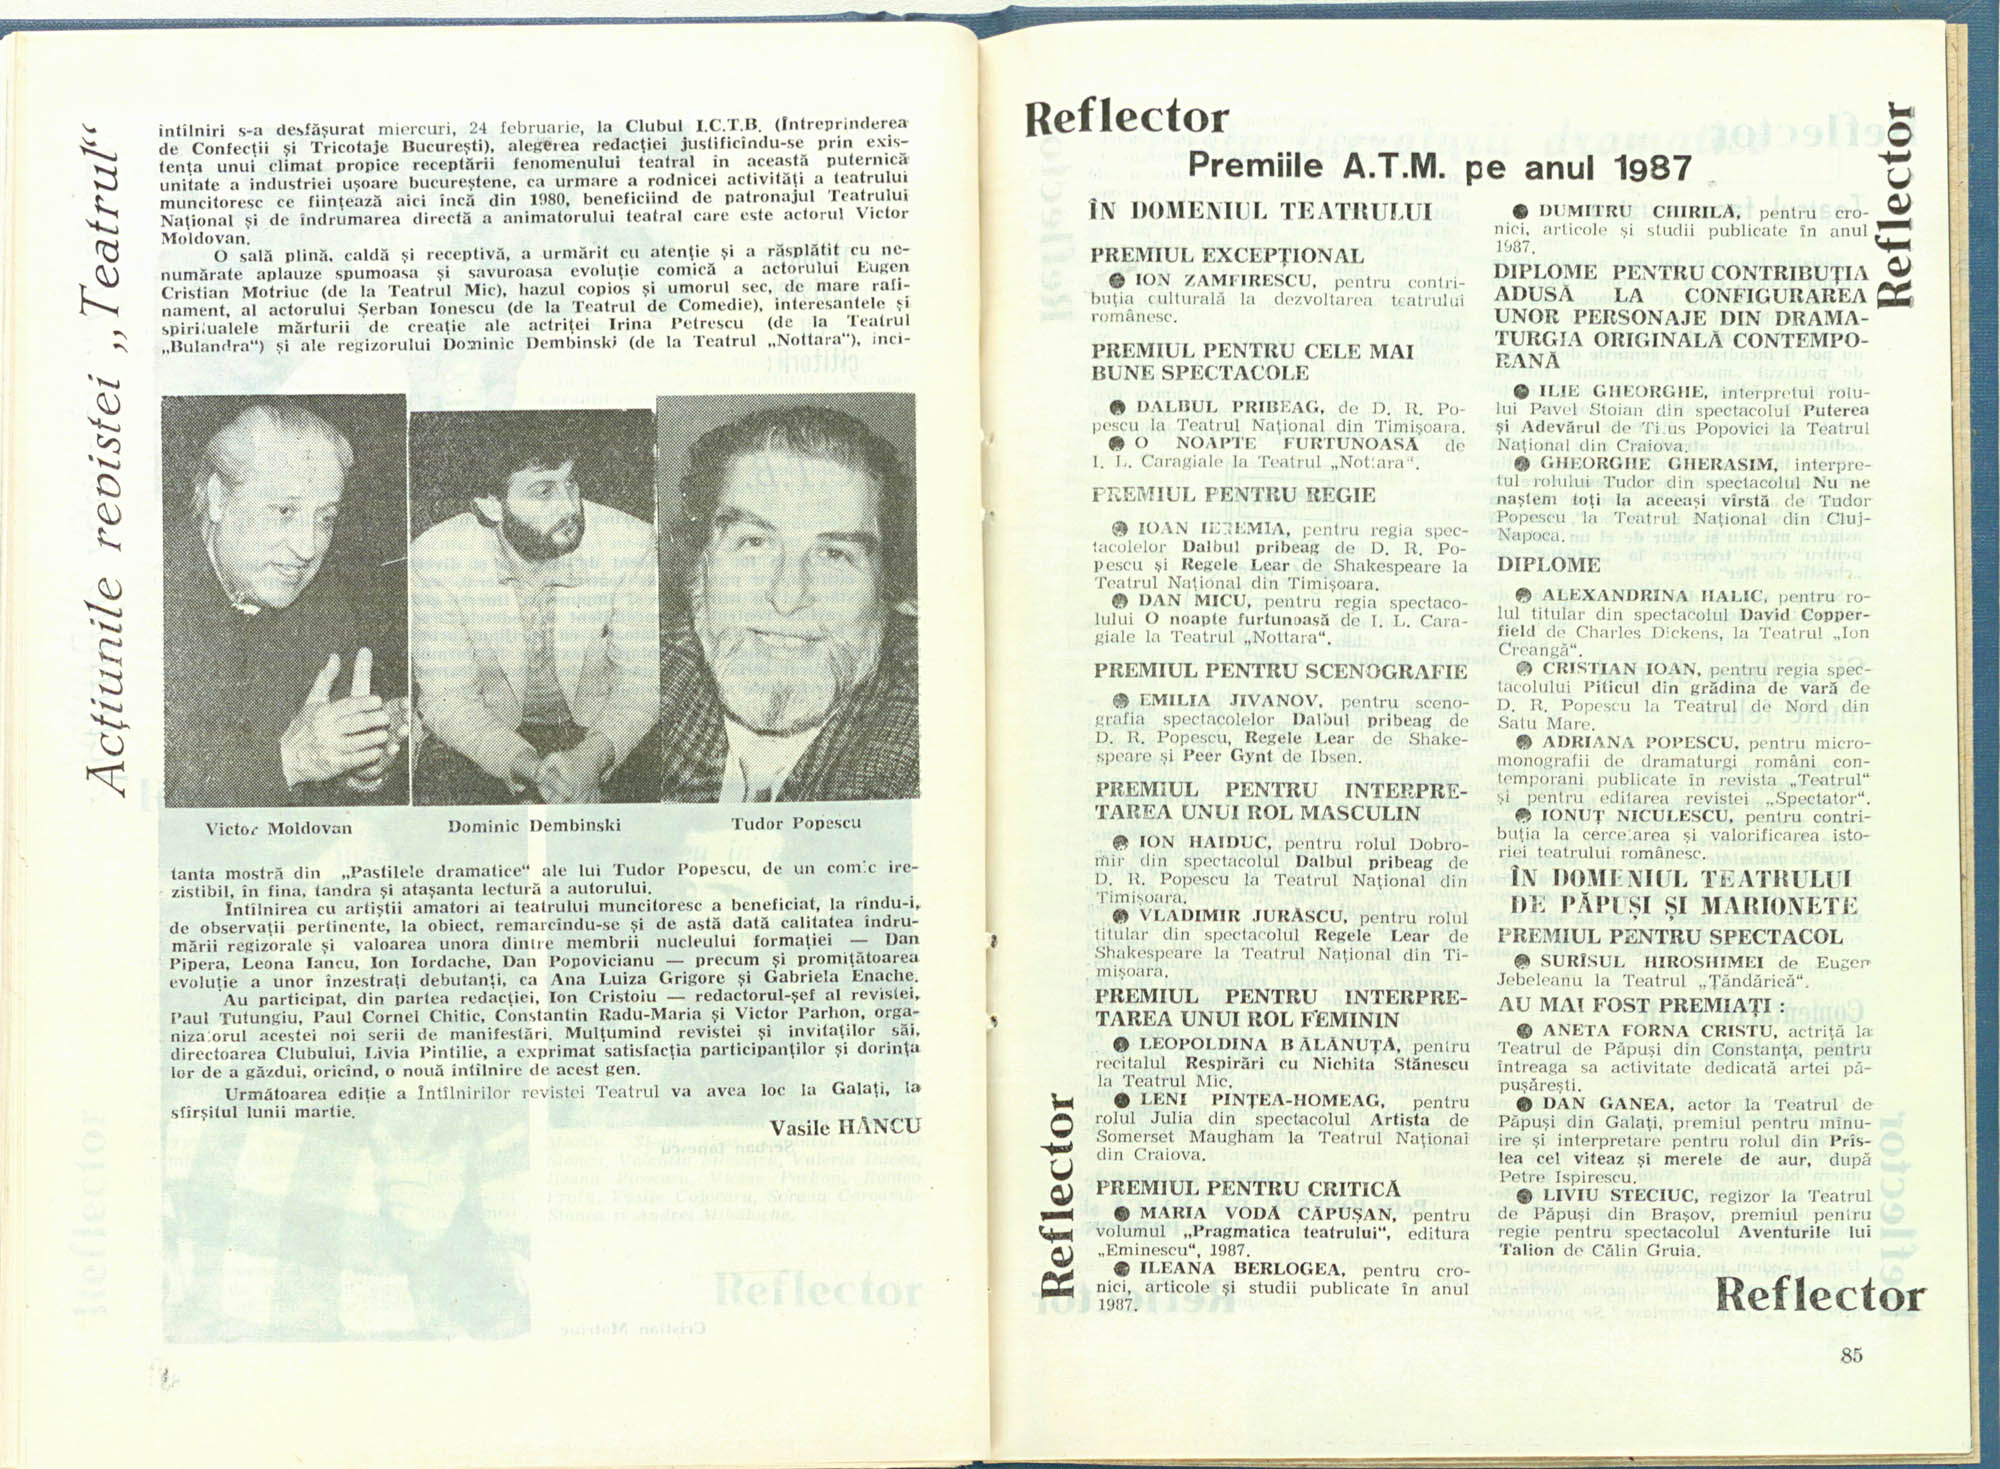 Acțiunile revistei „Teatrul“
intîlniri s-a desfășurat miercuri, 24 februarie, la Clubul I.C.T.B. (Întreprinderea
de Confecții și Tricotaje București), alegerea redacției justificîndu-se prin exis-
tența unui climat propice receptării fenomenului teatral in această puternică
unitate a industriei ușoare bucureștene, ca urmare a rodnicei activități a teatrului
muncitoresc ce ființează aici încă din 1980, beneficiind de patronajul Teatrului
Național și de îndrumarea directă a animatorului teatral care este actorul Victor
Moldovan.
O sală plină, caldă și receptivă, a urmărit cu atenție și a răsplătit cu ne-
numărate aplauze spumoasa și savuroasa evoluție comică a actorului Eugen
Cristian Motriuc (de la Teatrul Mic), hazul copios și umorul sec, de mare rafi-
nament, al actorului Șerban Ionescu (de la Teatrul de Comedie), interesantele și
spiritualele mărturii de creație ale actriței Irina Petrescu (de la Teatrul
„Bulandra“) și ale regizorului Dominic Dembinski (de la Teatrul „Nottara“), inci-
Victor Moldovan
Dominic Dembinski
Tudor Popescu
tanta mostră din „Pastilele dramatice“ ale lui Tudor Popescu, de un comic ire-
zistibil, în fina, tandra și atașanta lectură a autorului.
Întîlnirea cu artiștii amatori ai teatrului muncitoresc a beneficiat, la rîndu-i,
de observații pertinente, la obiect, remarcîndu-se și de astă dată calitatea îndru-
mării regizorale și valoarea unora dintre membrii nucleului formației — Dan
Pipera, Leona Iancu, Ion Iordache, Dan Popovicianu — precum și promițătoarea
evoluție a unor înzestrați debutanți, ca Ana Luiza Grigore și Gabriela Enache.
Au participat, din partea redacției, Ion Cristoiu — redactorul-șef al revistei,
Paul Tutungiu, Paul Cornel Chitic, Constantin Radu-Maria și Victor Parhon, orga-
nizatorul acestei noi serii de manifestări. Mulțumind revistei și invitaților săi,
directoarea Clubului, Livia Pintilie, a exprimat satisfacția participanților și dorința
lor de a găzdui, oricînd, o nouă întîlnire de acest gen.
Următoarea ediție a Întîlnirilor revistei Teatrul va avea loc la Galați, la
sfîrșitul lunii martie.
Vasile HÂNCU
Reflector
Reflector
Premiile A.T.M. pe anul 1987
ÎN DOMENIUL TEATRULUI
PREMIUL EXCEPȚIONAL
● ION ZAMFIRESCU, pentru contri-
buția culturală la dezvoltarea teatrului
românesc.
PREMIUL PENTRU CELE MAI
BUNE SPECTACOLE
● DALBUL PRIBEAG, de D. R. Po-
pescu la Teatrul Național din Timișoara.
● O NOAPTE FURTUNOASĂ de
I. L. Caragiale la Teatrul „Nottara“.
PREMIUL PENTRU REGIE
● IOAN IEREMIA, pentru regia spec-
tacolelor Dalbul pribeag de D. R. Po-
pescu și Regele Lear de Shakespeare la
Teatrul Național din Timișoara.
● DAN MICU, pentru regia spectaco-
lului O noapte furtunoasă de I. L. Cara-
giale la Teatrul „Nottara“.
PREMIUL PENTRU SCENOGRAFIE
● EMILIA JIVANOV, pentru sceno-
grafia spectacolelor Dalbul pribeag de
D. R. Popescu, Regele Lear de Shake-
speare și Peer Gynt de Ibsen.
PREMIUL PENTRU INTERPRE-
TAREA UNUI ROL MASCULIN
● ION HAIDUC, pentru rolul Dobro-
mir din spectacolul Dalbul pribeag de
D. R. Popescu la Teatrul Național din
Timișoara.
● VLADIMIR JURĂSCU, pentru rolul
titular din spectacolul Regele Lear de
Shakespeare la Teatrul Național din Ti-
mișoara.
PREMIUL PENTRU INTERPRE-
TAREA UNUI ROL FEMININ
● LEOPOLDINA BĂLĂNUȚĂ, pentru
recitalul Respirări cu Nichita Stănescu
la Teatrul Mic.
● LENI PINȚEA-HOMEAG, pentru
rolul Julia din spectacolul Artista de
Somerset Maugham la Teatrul Național
din Craiova.
PREMIUL PENTRU CRITICĂ
● MARIA VODĂ CĂPUȘAN, pentru
volumul „Pragmatica teatrului“, editura
„Eminescu“, 1987.
● ILEANA BERLOGEA, pentru cro-
nici, articole și studii publicate în anul
1987.
● DUMITRU CHIRILĂ, pentru cro-
nici, articole și studii publicate în anul
1987.
DIPLOME PENTRU CONTRIBUȚIA
ADUSĂ LA CONFIGURAREA
UNOR PERSONAJE DIN DRAMA-
TURGIA ORIGINALĂ CONTEMPO-
RANĂ
● ILIE GHEORGHE, interpretul rolu-
lui Pavel Stoian din spectacolul Puterea
și Adevărul de Titus Popovici la Teatrul
Național din Craiova.
● GHEORGHE GHERASIM, interpre-
tul rolului Tudor din spectacolul Nu ne
naștem toți la aceeași vîrstă de Tudor
Popescu la Teatrul Național din Cluj-
Napoca.
DIPLOME
● ALEXANDRINA HALIC, pentru ro-
lul titular din spectacolul David Copper-
field de Charles Dickens, la Teatrul „Ion
Creangă“.
● CRISTIAN IOAN, pentru regia spec-
tacolului Piticul din grădina de vară de
D. R. Popescu la Teatrul de Nord din
Satu Mare.
● ADRIANA POPESCU, pentru micro-
monografii de dramaturgi români con-
temporani publicate în revista „Teatrul“
și pentru editarea revistei „Spectator“.
● IONUȚ NICULESCU, pentru contri-
buția la cercetarea și valorificarea isto-
riei teatrului românesc.
ÎN DOMENIUL TEATRULUI
DE PĂPUȘI ȘI MARIONETE
PREMIUL PENTRU SPECTACOL
● SURÎSUL HIROSHIMEI de Eugen
Jebeleanu la Teatrul „Țăndărică“.
AU MAI FOST PREMIAȚI :
● ANETA FORNA CRISTU, actriță la
Teatrul de Păpuși din Constanța, pentru
întreaga sa activitate dedicată artei pă-
pușărești.
● DAN GANEA, actor la Teatrul de
Păpuși din Galați, premiul pentru mînu-
ire și interpretare pentru rolul din Prîs-
lea cel viteaz și merele de aur, după
Petre Ispirescu.
● LIVIU STECIUC, regizor la Teatrul
de Păpuși din Brașov, premiul pentru
regie pentru spectacolul Aventurile lui
Talion de Călin Gruia.
Reflector
Reflector
85